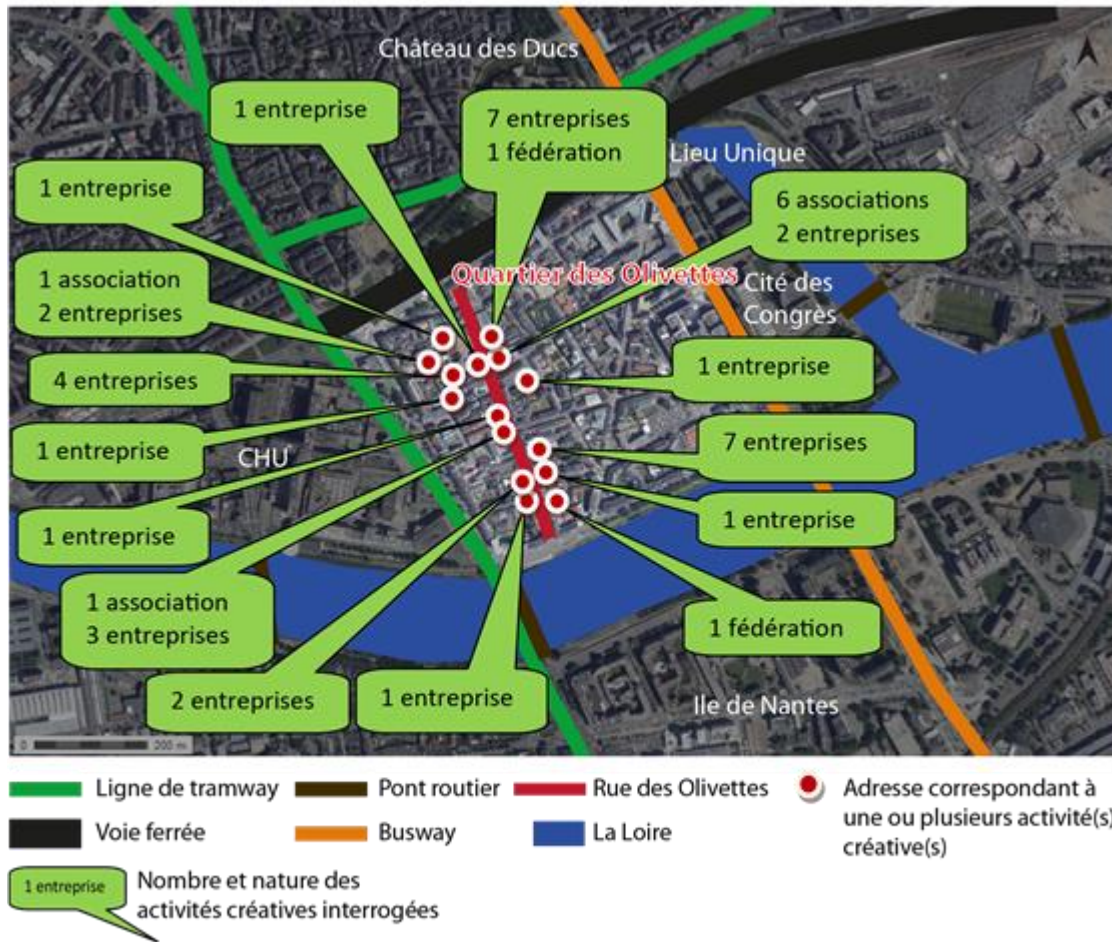 Château des Ducs
1 entreprise
7 entreprises
1 fédération
Lieu Unique
1 entreprise
6 associations
2 entreprises
1 association
2 entreprises
Quartier des Olivettes
Cité des
Congrès
4 entreprises
1 entreprise
1 entreprise
CHU
7 entreprises
1 entreprise
1 entreprise
1 association
3 entreprises
1 fédération
2 entreprises
1 entreprise
Ile de Nantes
0 200 m
Ligne de tramway
Pont routier
Rue des Olivettes
Adresse correspondant à
une ou plusieurs activité(s)
créative(s)
Voie ferrée
Busway
La Loire
1 entreprise
Nombre et nature des
activités créatives interrogées